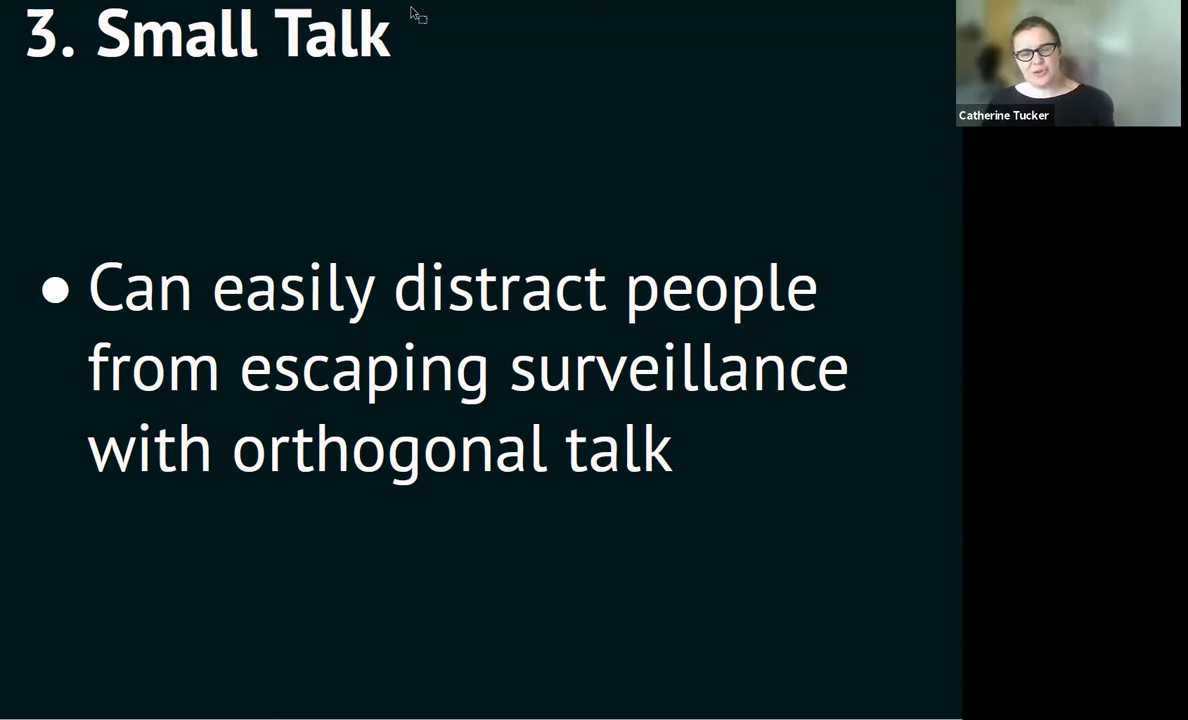 3. Small Talk
Catherine Tucker
● Can easily distract people
from escaping surveillance
with orthogonal talk